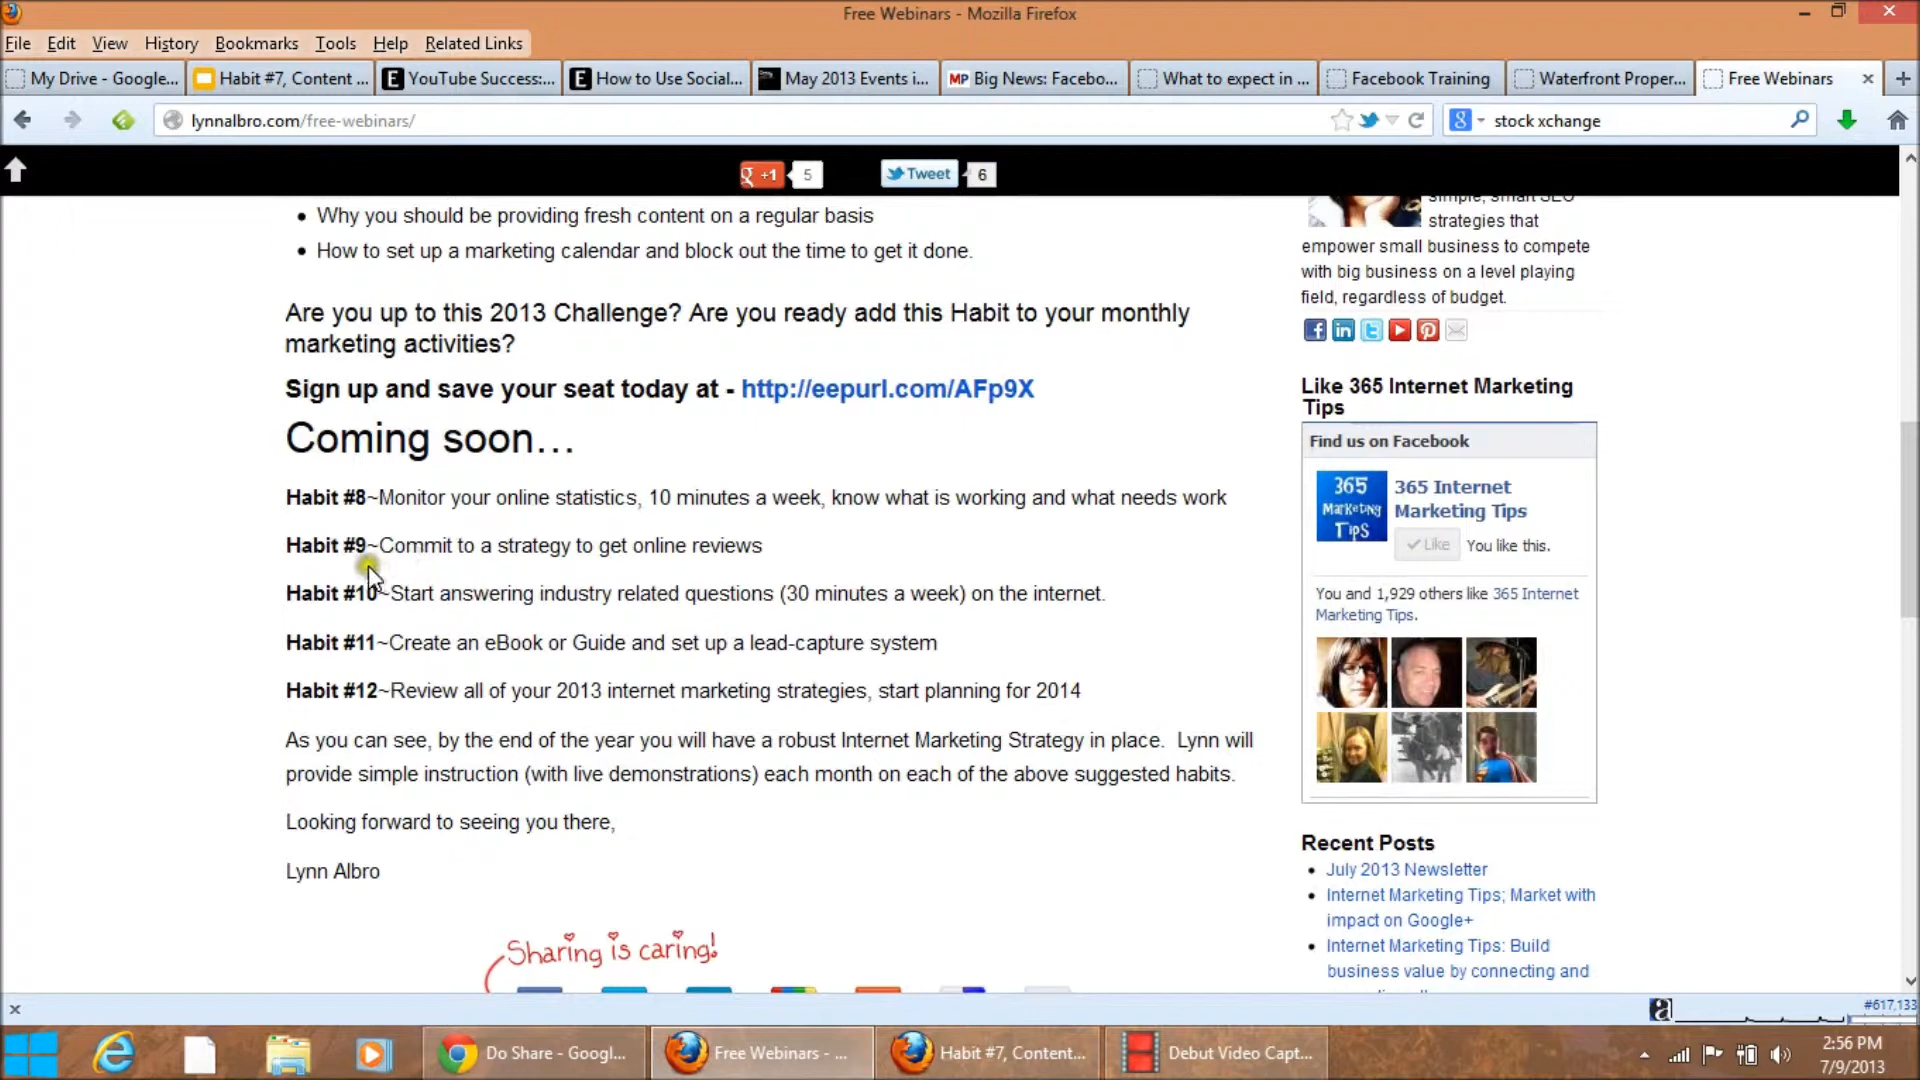 Free Webinars - Mozilla Firefox
File Edit View History Bookmarks Tools Help Related Links
My Drive - Google...
Habit #7, Content ...
YouTube Success:...
How to Use Social...
May 2013 Events i...
MP Big News: Facebo...
What to expect in ...
Facebook Training
Waterfront Proper...
Free Webinars
lynnalbro.com/free-webinars/
stock xchange
+1 5
Tweet 6
• Why you should be providing fresh content on a regular basis
• How to set up a marketing calendar and block out the time to get it done.
Are you up to this 2013 Challenge? Are you ready add this Habit to your monthly
marketing activities?
Sign up and save your seat today at - http://eepurl.com/AFp9X
Coming soon…
Habit #8~Monitor your online statistics, 10 minutes a week, know what is working and what needs work
Habit #9~Commit to a strategy to get online reviews
Habit #10~Start answering industry related questions (30 minutes a week) on the internet.
Habit #11~Create an eBook or Guide and set up a lead-capture system
Habit #12~Review all of your 2013 internet marketing strategies, start planning for 2014
As you can see, by the end of the year you will have a robust Internet Marketing Strategy in place. Lynn will
provide simple instruction (with live demonstrations) each month on each of the above suggested habits.
Looking forward to seeing you there,
Lynn Albro
Sharing is caring!
simple, smart SEO
strategies that
empower small business to compete
with big business on a level playing
field, regardless of budget.
Like 365 Internet Marketing
Tips
Find us on Facebook
365
Marketing
Tips
365 Internet
Marketing Tips
Like You like this.
You and 1,929 others like 365 Internet
Marketing Tips.
Recent Posts
• July 2013 Newsletter
• Internet Marketing Tips; Market with
impact on Google+
• Internet Marketing Tips: Build
business value by connecting and
#617,133
Do Share - Googl...
Free Webinars - ...
Habit #7, Content...
Debut Video Capt...
2:56 PM
7/9/2013